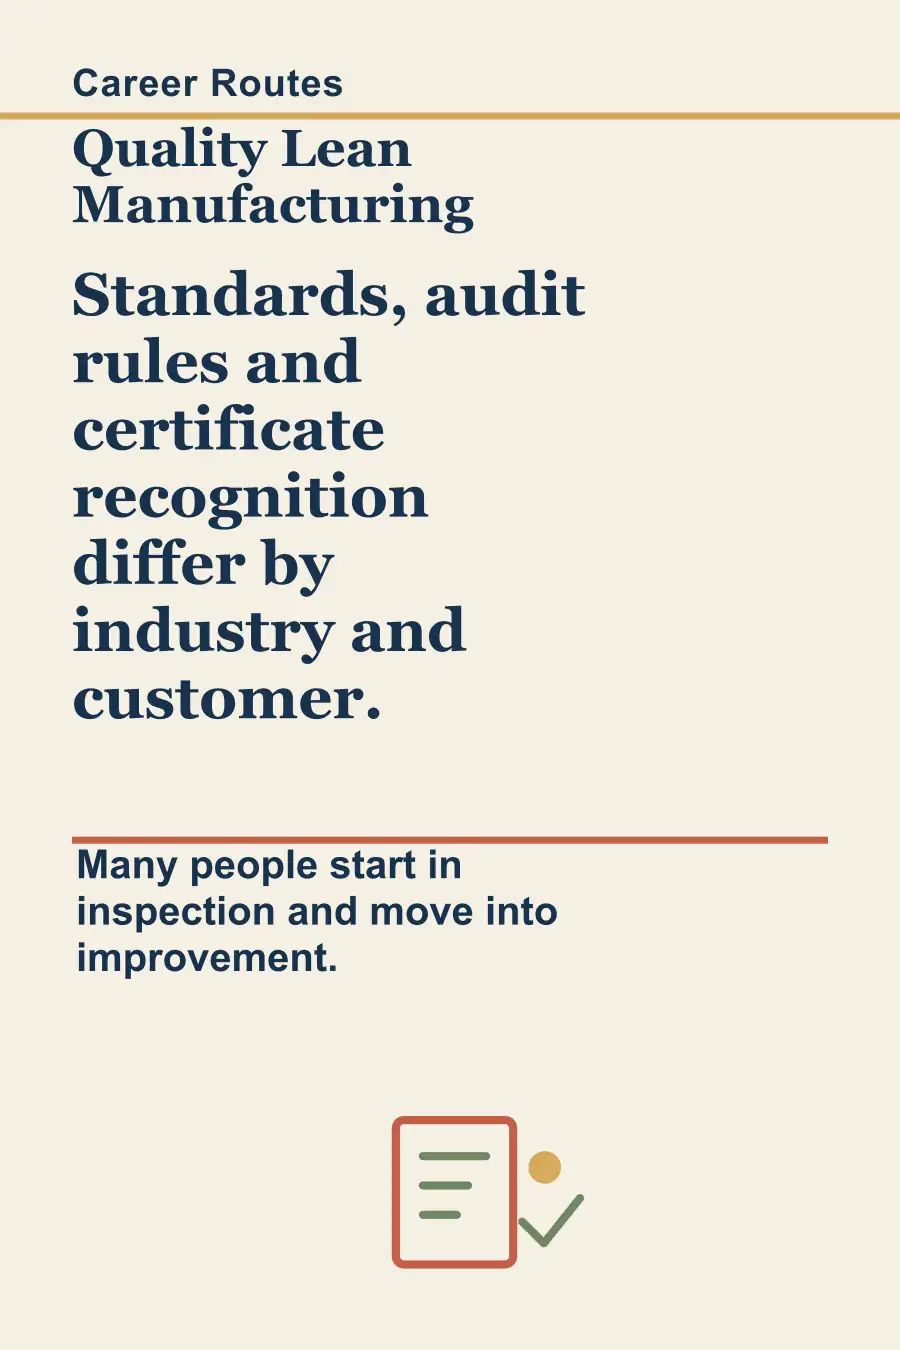 Career Routes
Quality Lean
Manufacturing
Standards, audit
rules and
certificate
recognition
differ by
industry and
customer.
Many people start in
inspection and move into
improvement.